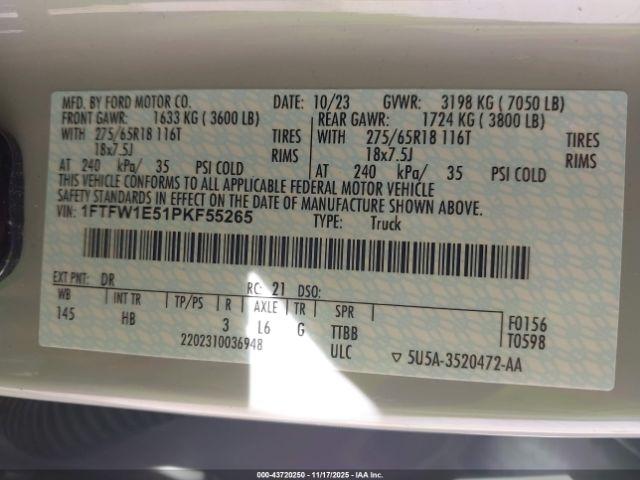 MFD. BY FORD MOTOR CO. DATE: 10/23 GVWR: 3198 KG ( 7050 LB)
FRONT GAWR: 1633 KG ( 3600 LB) REAR GAWR: 1724 KG ( 3800 LB)
WITH 275/65R18 116T TIRES WITH 275/65R18 116T TIRES
18x7.5J RIMS 18x7.5J RIMS
AT 240 kPa/ 35 PSI COLD AT 240 kPa/ 35 PSI COLD
THIS VEHICLE CONFORMS TO ALL APPLICABLE FEDERAL MOTOR VEHICLE
SAFETY STANDARDS IN EFFECT ON THE DATE OF MANUFACTURE SHOWN ABOVE.
VIN: 1FTFW1E51PKF55265 TYPE: Truck
EXT PNT: DR RC: 21 DSO:
WB INT TR TP/PS R AXLE TR SPR F0156
145 HB 3 L6 G TTBB T0598
2202310036948 ULC ▽ 5U5A-3520472-AA
000-43720250 - 11/17/2025 - IAA Inc.